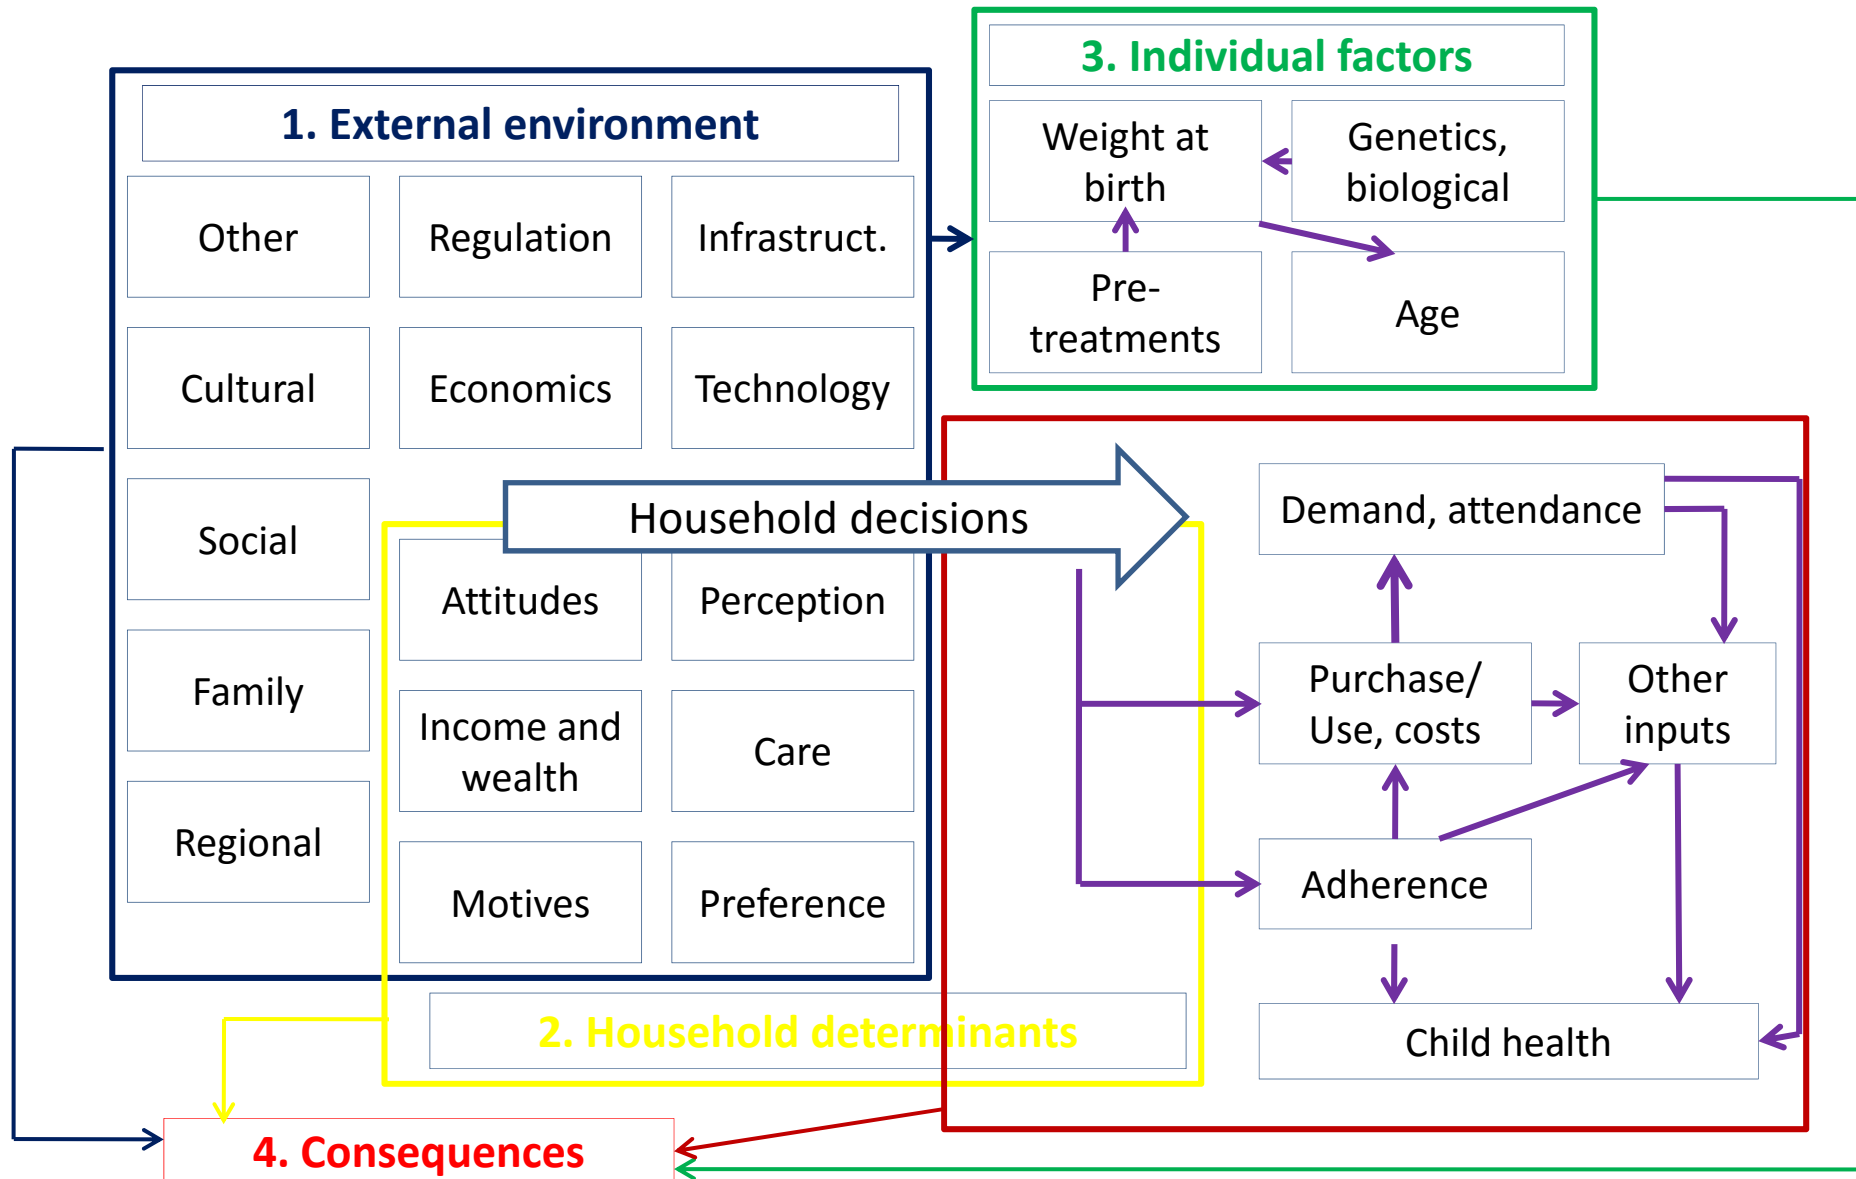 1. External environment
Other
Regulation
Infrastruct.
Cultural
Economics
Technology
Social
Family
Regional
Household decisions
Attitudes
Perception
Income and
wealth
Care
Motives
Preference
2. Household determinants
3. Individual factors
Weight at
birth
Genetics,
biological
Pre-
treatments
Age
Demand, attendance
Purchase/
Use, costs
Other
inputs
Adherence
Child health
4. Consequences